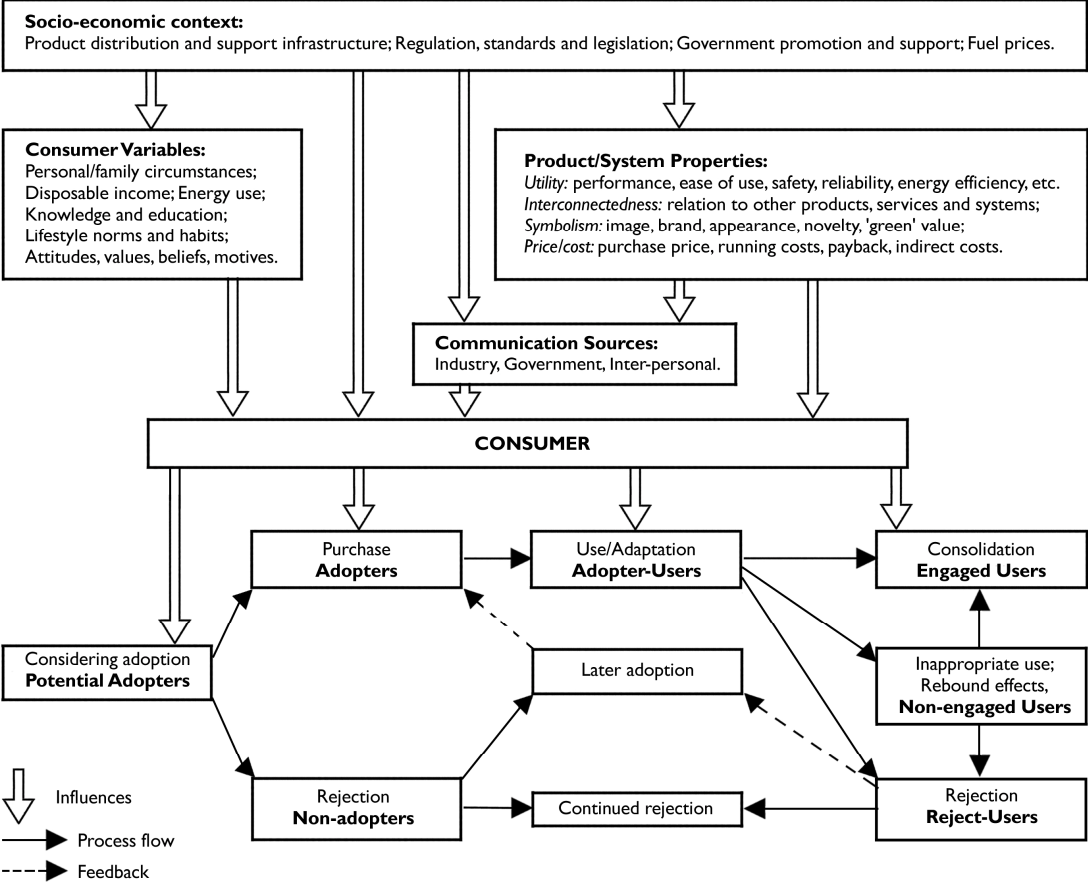 Socio-economic context:
Product distribution and support infrastructure; Regulation, standards and legislation; Government promotion and support; Fuel prices.
Consumer Variables:
Personal/family circumstances;
Disposable income; Energy use;
Knowledge and education;
Lifestyle norms and habits;
Attitudes, values, beliefs, motives.
Product/System Properties:
Utility: performance, ease of use, safety, reliability, energy efficiency, etc.
Interconnectedness: relation to other products, services and systems;
Symbolism: image, brand, appearance, novelty, 'green' value;
Price/cost: purchase price, running costs, payback, indirect costs.
Communication Sources:
Industry, Government, Inter-personal.
CONSUMER
Purchase
Adopters
Use/Adaptation
Adopter-Users
Consolidation
Engaged Users
Considering adoption
Potential Adopters
Later adoption
Inappropriate use;
Rebound effects,
Non-engaged Users
Rejection
Non-adopters
Continued rejection
Rejection
Reject-Users
Influences
Process flow
Feedback